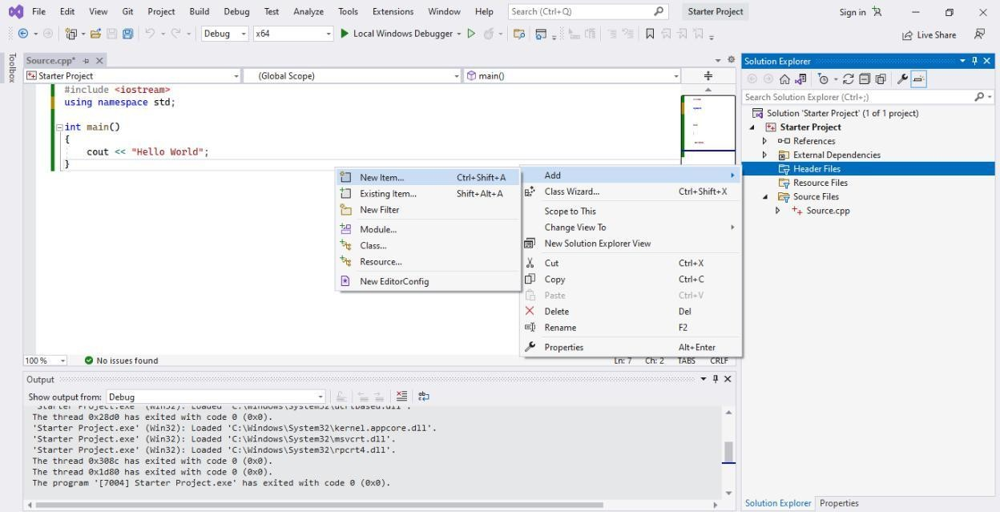 File Edit View Git Project Build Debug Test Analyze Tools Extensions Window Help Search (Ctrl+Q) Starter Project Sign in
Debug x64 Local Windows Debugger Live Share
Toolbox
Source.cpp*
Starter Project (Global Scope) main()
#include <iostream>
using namespace std;
int main()
{
cout << "Hello World";
}
New Item... Ctrl+Shift+A
Existing Item... Shift+Alt+A
New Filter
Module...
Class...
Resource...
New EditorConfig
Add
Class Wizard... Ctrl+Shift+X
Scope to This
Change View To
New Solution Explorer View
Cut Ctrl+X
Copy Ctrl+C
Paste Ctrl+V
Delete Del
Rename F2
Properties Alt+Enter
100 % No issues found Ln: 7 Ch: 2 TABS CRLF
Output
Show output from: Debug
'Starter Project.exe' (Win32): Loaded 'C:\Windows\System32\ucrtbased.dll'.
The thread 0x28d0 has exited with code 0 (0x0).
'Starter Project.exe' (Win32): Loaded 'C:\Windows\System32\kernel.appcore.dll'.
'Starter Project.exe' (Win32): Loaded 'C:\Windows\System32\msvcrt.dll'.
'Starter Project.exe' (Win32): Loaded 'C:\Windows\System32\rpcrt4.dll'.
The thread 0x308c has exited with code 0 (0x0).
The thread 0x1d80 has exited with code 0 (0x0).
The program '[7004] Starter Project.exe' has exited with code 0 (0x0).
Solution Explorer
Search Solution Explorer (Ctrl+;)
Solution 'Starter Project' (1 of 1 project)
Starter Project
References
External Dependencies
Header Files
Resource Files
Source Files
Source.cpp
Solution Explorer Properties